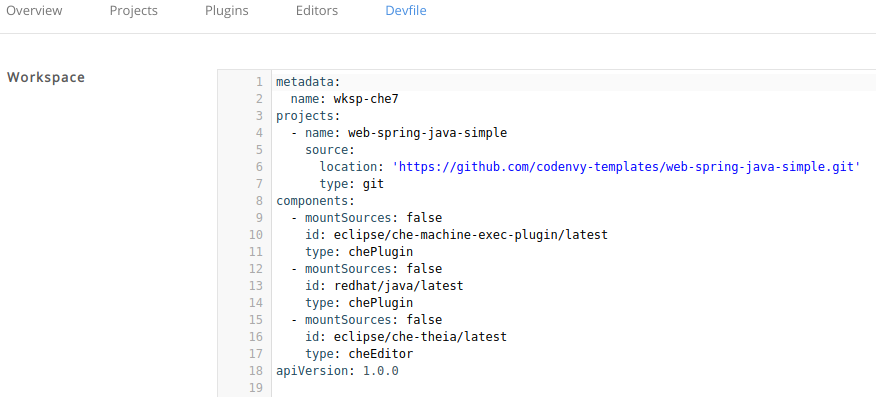 Overview Projects Plugins Editors Devfile
Workspace
1 metadata:
2   name: wksp-che7
3 projects:
4   - name: web-spring-java-simple
5     source:
6       location: 'https://github.com/codenvy-templates/web-spring-java-simple.git'
7       type: git
8 components:
9   - mountSources: false
10     id: eclipse/che-machine-exec-plugin/latest
11     type: chePlugin
12   - mountSources: false
13     id: redhat/java/latest
14     type: chePlugin
15   - mountSources: false
16     id: eclipse/che-theia/latest
17     type: cheEditor
18 apiVersion: 1.0.0
19